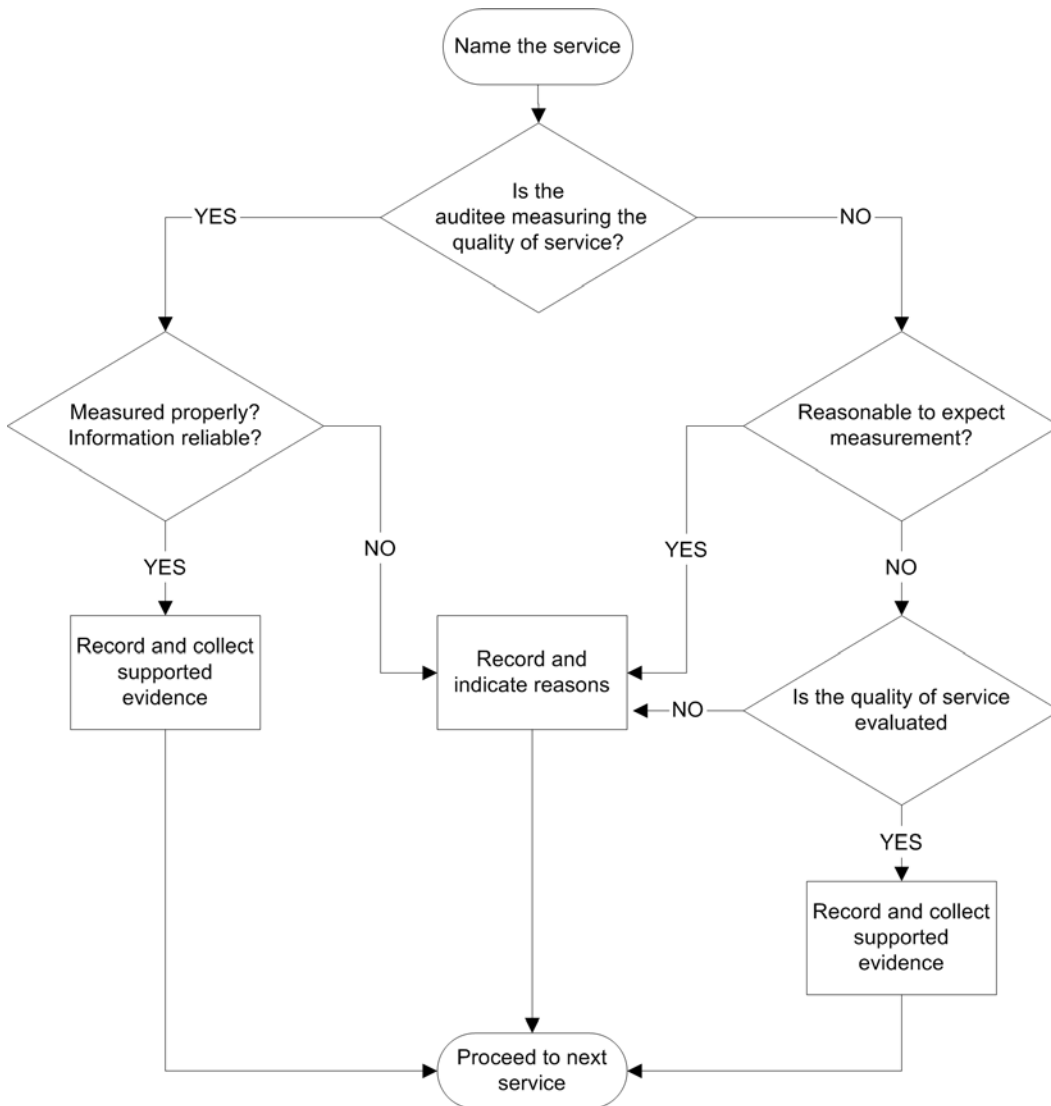 Name the service
Is the
auditee measuring the
quality of service?
YES
NO
Measured properly?
Information reliable?
Reasonable to expect
measurement?
NO
YES
YES
NO
Record and collect
supported
evidence
Record and
indicate reasons
Is the quality of service
evaluated
NO
YES
Record and collect
supported
evidence
Proceed to next
service